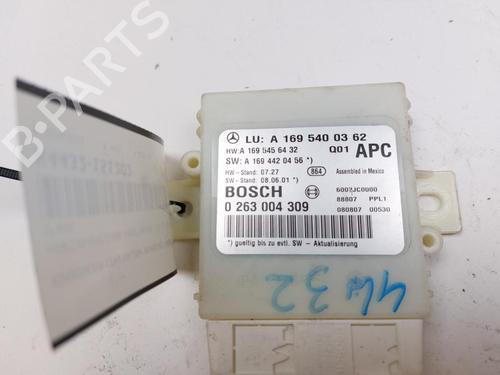 B-PARTS
LU: A 169 540 03 62
HW: A 169 545 64 32
Q01 APC
SW: A 169 442 04 56 *)
HW - Stand: 07.27
864
Assembled in Mexico
SW - Stand: 08.06.01 *)
BOSCH
6007JC0000
88807 PPL1
0 263 004 309
080807 00530
*) gueltig bis zu evtl. SW - Aktualisierung
4w32